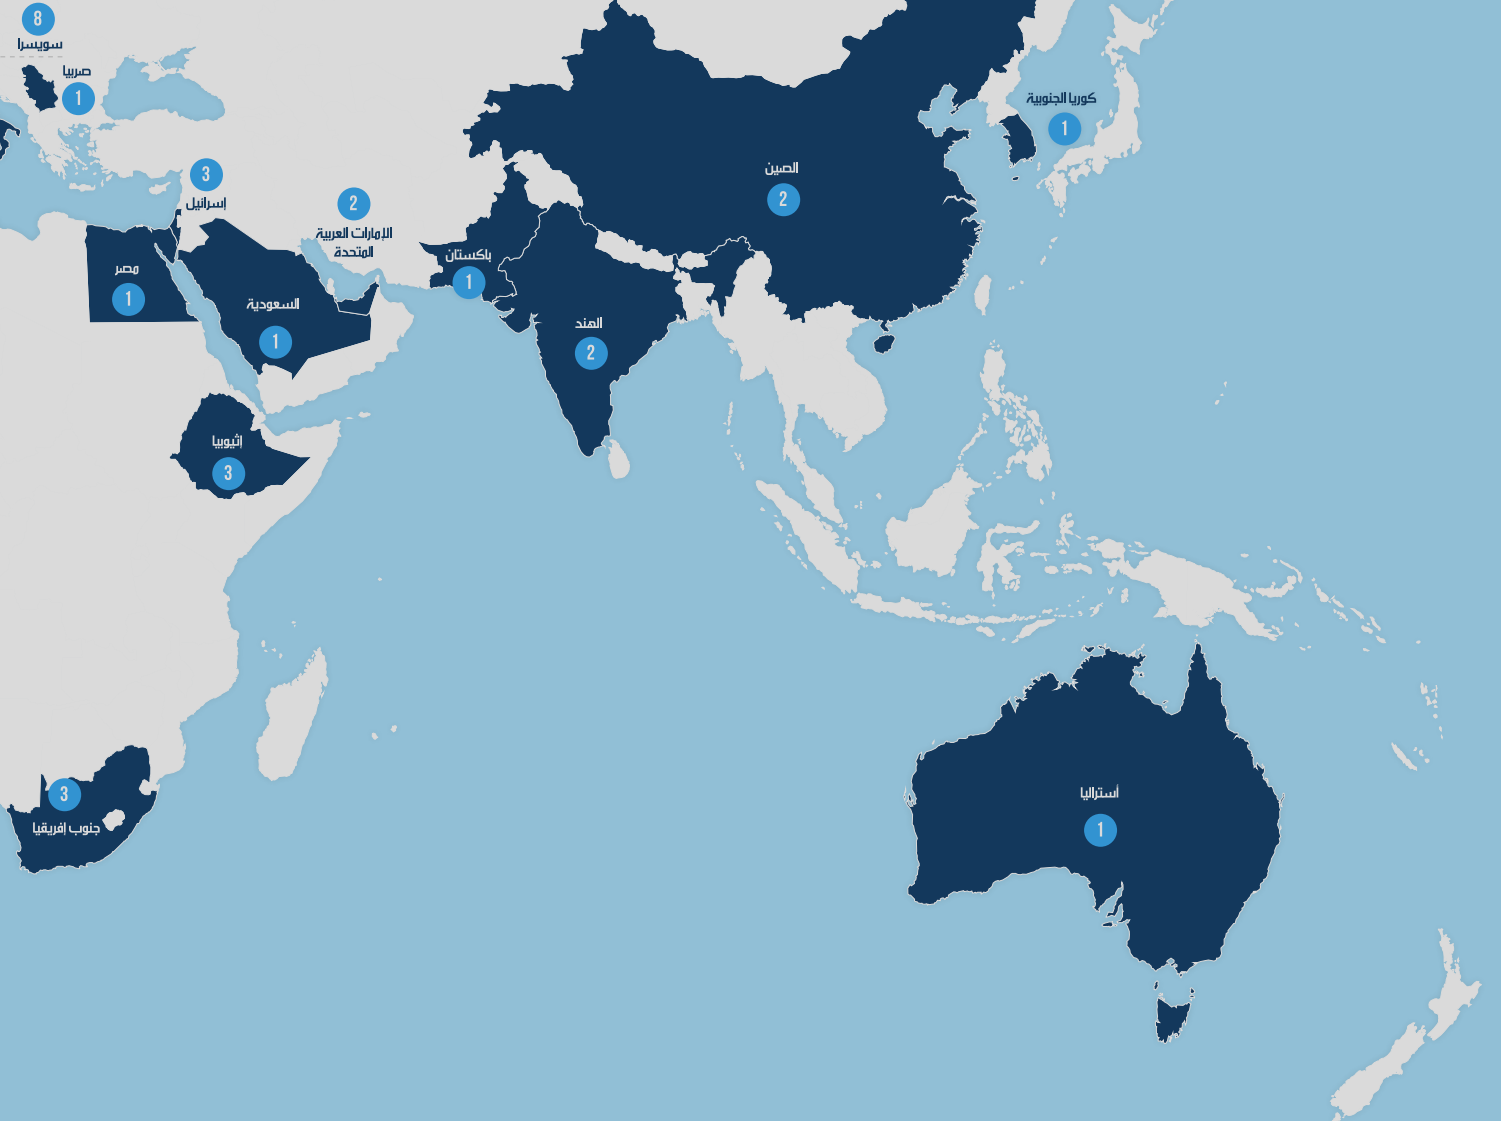 8
سويسرا
صربيا
1
كوريا الجنوبية
1
3
إسرائيل
الصين
2
2
الإمارات العربية
المتحدة
باكستان
1
مصر
1
السعودية
1
الهند
2
إثيوبيا
3
أستراليا
1
3
جنوب إفريقيا